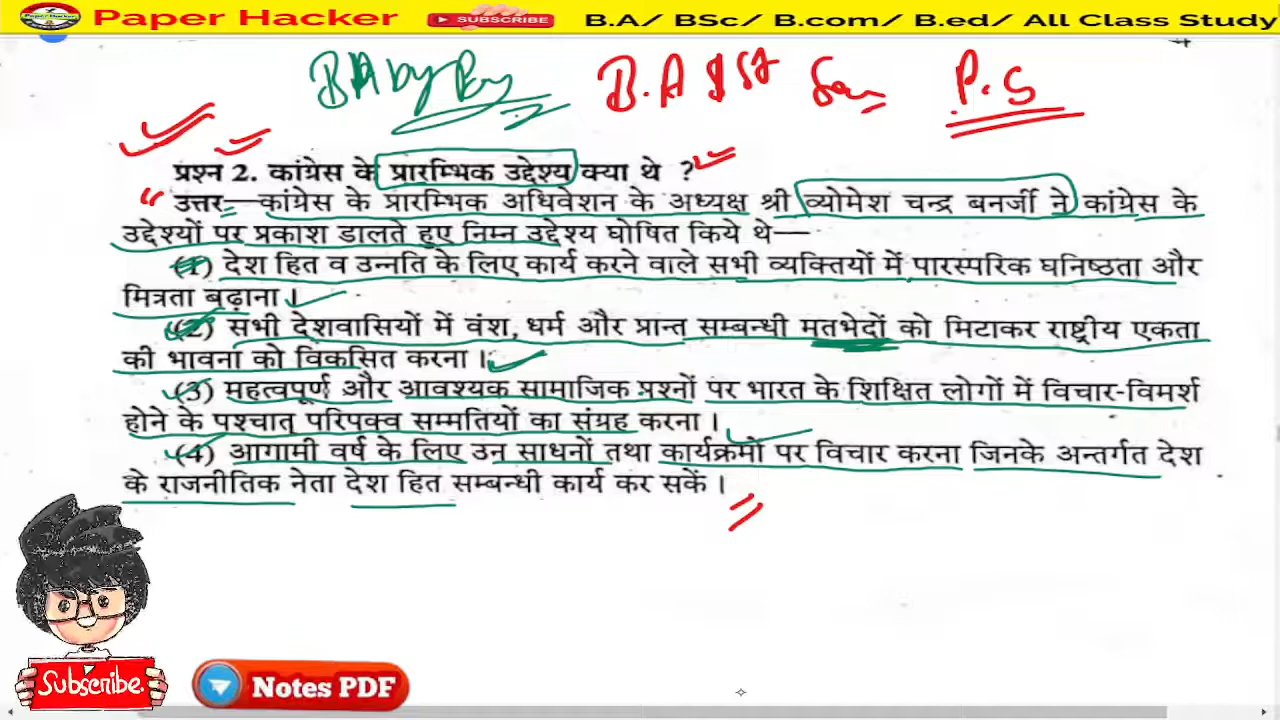 Paper Hacker SUBSCRIBE B.A/ BSc/ B.com/ B.ed/ All Class Study
B.A Ist Sem P.S
प्रश्न 2. कांग्रेस के प्रारम्भिक उद्देश्य क्या थे ?
उत्तर—कांग्रेस के प्रारम्भिक अधिवेशन के अध्यक्ष श्री व्योमेश चन्द्र बनर्जी ने कांग्रेस के
उद्देश्यों पर प्रकाश डालते हुए निम्न उद्देश्य घोषित किये थे—
(1) देश हित व उन्नति के लिए कार्य करने वाले सभी व्यक्तियों में पारस्परिक घनिष्ठता और
मित्रता बढ़ाना।
(2) सभी देशवासियों में वंश, धर्म और प्रान्त सम्बन्धी मतभेदों को मिटाकर राष्ट्रीय एकता
की भावना को विकसित करना।
(3) महत्वपूर्ण और आवश्यक सामाजिक प्रश्नों पर भारत के शिक्षित लोगों में विचार-विमर्श
होने के पश्चात् परिपक्व सम्मतियों का संग्रह करना।
(4) आगामी वर्ष के लिए उन साधनों तथा कार्यक्रमों पर विचार करना जिनके अन्तर्गत देश
के राजनीतिक नेता देश हित सम्बन्धी कार्य कर सकें।
Subscribe.
Notes PDF